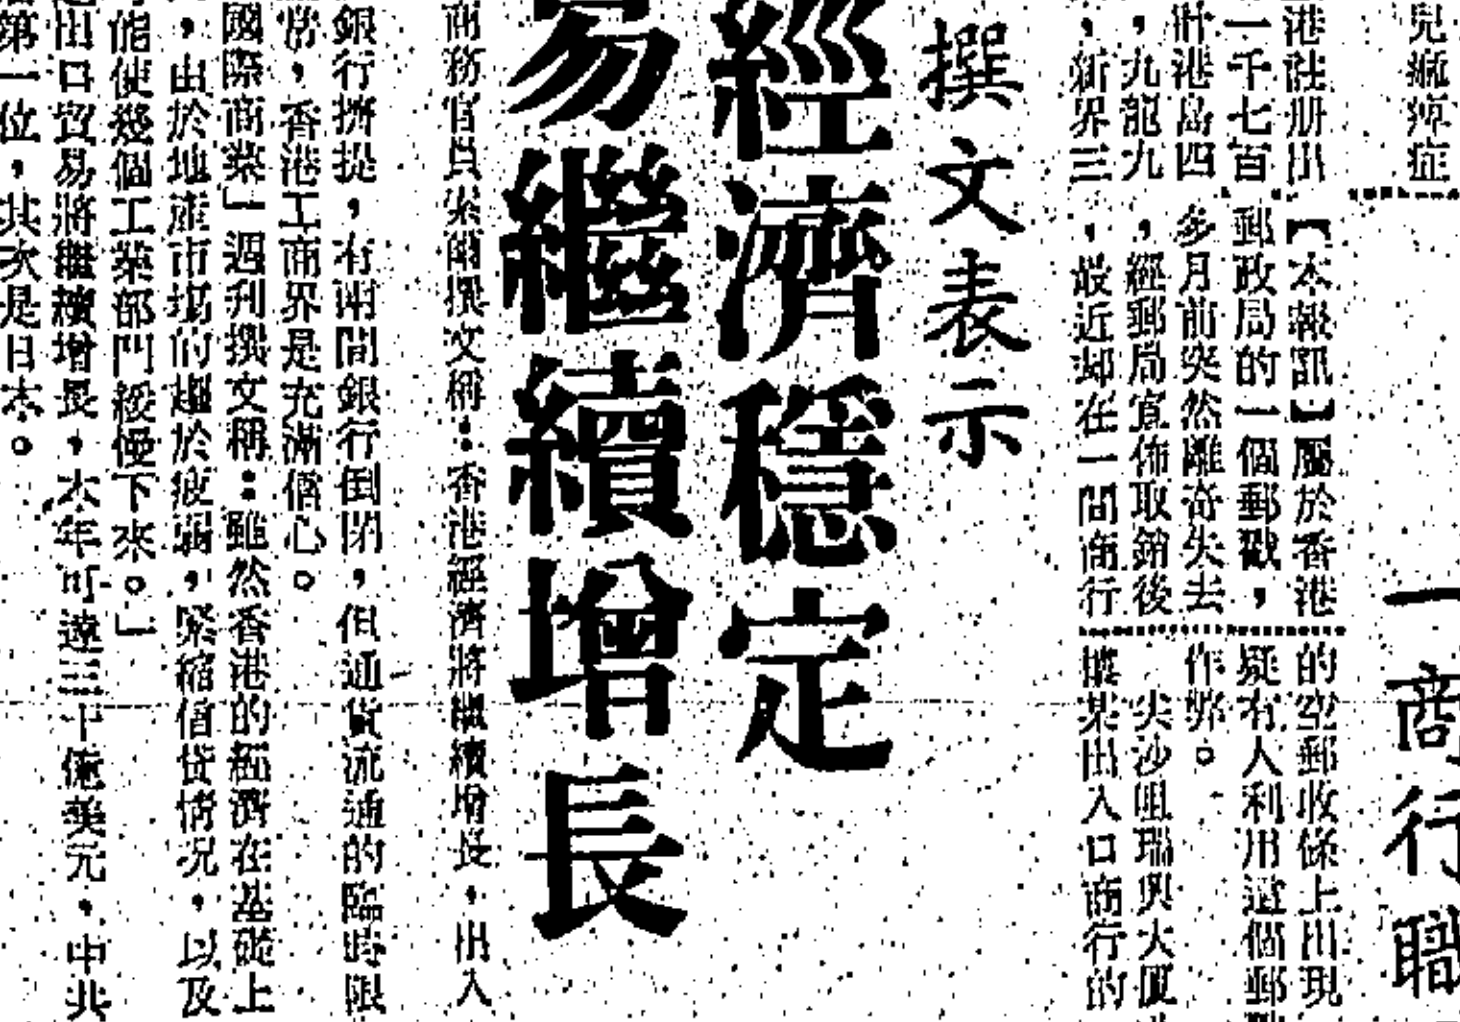 兒痲痺症
港註册出
一千七百
計港島四
，九龍九
，新界三
【本報訊】屬於香港
郵政局的一個郵戳，
多月前突然離奇失去
，經郵局宣佈取銷後
，最近却在一間商行
的空郵收條上出現
疑有人利用這個郵
作弊。
尖沙咀瑞興大厦
據某出入口商行的
一商行職
撰文表示
經濟穩定
易繼續增長
商務官員
撰文稱：香港經濟將繼續增長，出入
銀行擠提，有兩間銀行倒閉，但通貨流通的臨時限
常，香港工商界是充滿信心。
國際商業」週刊撰文稱：雖然香港的經濟在基礎上
，由於地產市場的趨於疲弱，緊縮信貸情况，以及
能使幾個工業部門緩慢下來。」
出口貿易將繼續增長，本年可達三十億美元，中共
第一位，其次是日本。